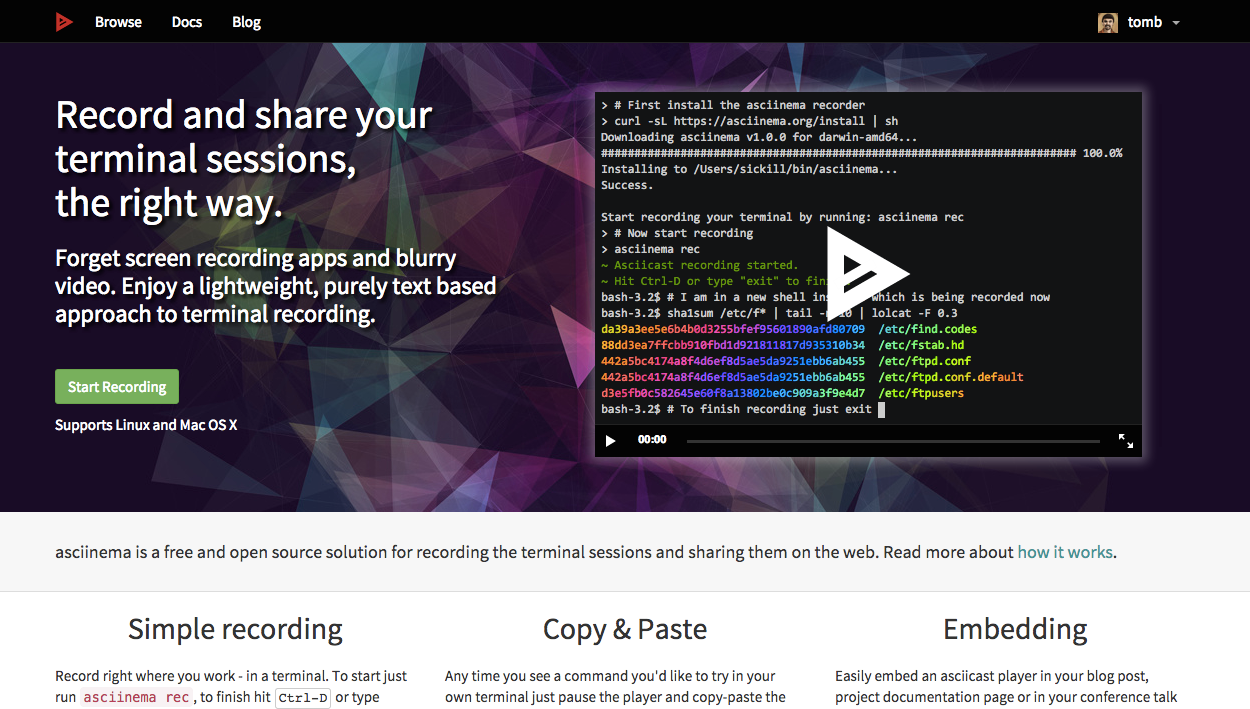 Browse Docs Blog tomb
Record and share your
terminal sessions,
the right way.
Forget screen recording apps and blurry
video. Enjoy a lightweight, purely text based
approach to terminal recording.
Start Recording
Supports Linux and Mac OS X
> # First install the asciinema recorder
> curl -sL https://asciinema.org/install | sh
Downloading asciinema v1.0.0 for darwin-amd64...
######################################################################## 100.0%
Installing to /Users/sickill/bin/asciinema...
Success.
Start recording your terminal by running: asciinema rec
> # Now start recording
> asciinema rec
~ Asciicast recording started.
~ Hit Ctrl-D or type "exit" to
bash-3.2$ # I am in a new shell which is being recorded now
bash-3.2$ sha1sum /etc/f* | tail | lolcat -F 0.3
da39a3ee5e6b4b0d3255bfef95601890afd80709 /etc/find.codes
88dd3ea7ffcbb910fbd1d921811817d935310b34 /etc/fstab.hd
442a5bc4174a8f4d6ef8d5ae5da9251ebb6ab455 /etc/ftpd.conf
442a5bc4174a8f4d6ef8d5ae5da9251ebb6ab455 /etc/ftpd.conf.default
d3e5fb0c582645e60f8a13802be0c909a3f9e4d7 /etc/ftpusers
bash-3.2$ # To finish recording just exit
00:00
asciinema is a free and open source solution for recording the terminal sessions and sharing them on the web. Read more about how it works.
Simple recording
Record right where you work - in a terminal. To start just
run asciinema rec, to finish hit Ctrl-D or type
Copy & Paste
Any time you see a command you'd like to try in your
own terminal just pause the player and copy-paste the
Embedding
Easily embed an asciicast player in your blog post,
project documentation page or in your conference talk